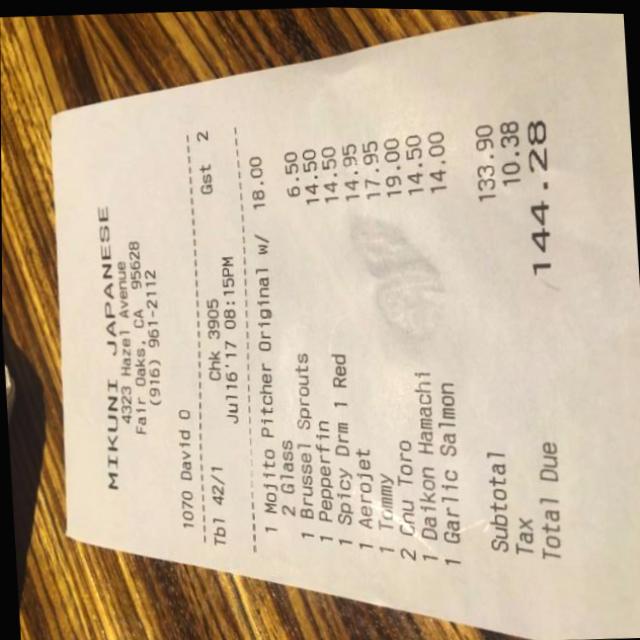 MIKUNI JAPANESE
4323 Hazel Avenue
Fair Oaks, CA 95628
(916) 961-2112
1070 David O
Tbl 42/1 Chk 3905 Gst 2
Jul16'17 08:15PM
1 Mojito Pitcher Original w/ 18.00
2 Glass
1 Brussel Sprouts 6.50
1 Pepperfin 14.50
1 Spicy Drm 1 Red 14.50
1 Aerojet 14.95
1 Tommy 17.95
2 Chu Toro 19.00
1 Daikon Hamachi 14.50
1 Garlic Salmon 14.00
Subtotal 133.90
Tax 10.38
Total Due 144.28